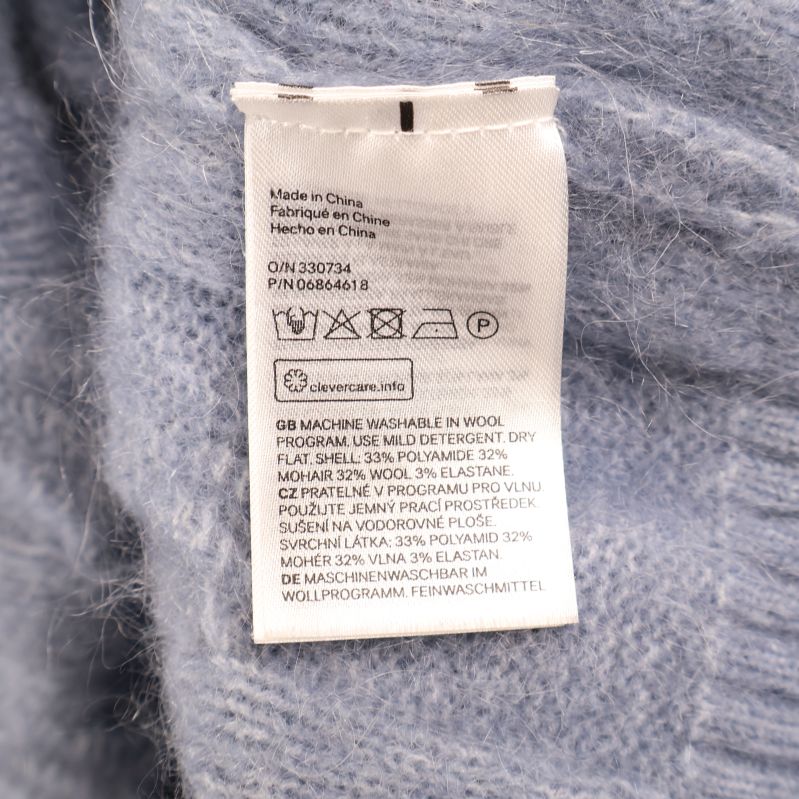 Made in China
Fabriqué en Chine
Hecho en China
O/N 330734
P/N 06864618
P
clevercare.info
GB MACHINE WASHABLE IN WOOL
PROGRAM. USE MILD DETERGENT. DRY
FLAT. SHELL: 33% POLYAMIDE 32%
MOHAIR 32% WOOL 3% ELASTANE.
CZ PRATELNÉ V PROGRAMU PRO VLNU
POUŽUTE JEMNÝ PRACÍ PROSTŘEDEK.
SUŠENÍ NA VODOROVNÉ PLOŠE.
SVRCHNÍ LÁTKA: 33% POLYAMID 32%
MOHÉR 32% VLNA 3% ELASTAN.
DE MASCHINENWASCHBAR IM
WOLLPROGRAMM. FEINWASCHMITTEL